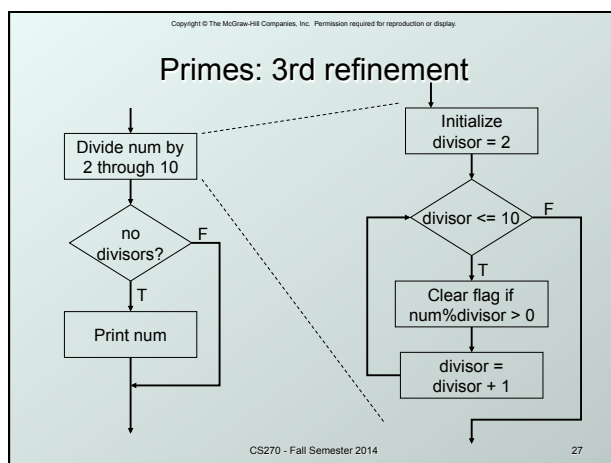 Copyright © The McGraw-Hill Companies, Inc. Permission required for reproduction or display.
Primes: 3rd refinement
Divide num by
2 through 10
no
divisors?
F
T
Print num
Initialize
divisor = 2
divisor <= 10
F
T
Clear flag if
num%divisor > 0
divisor =
divisor + 1
CS270 - Fall Semester 2014
27